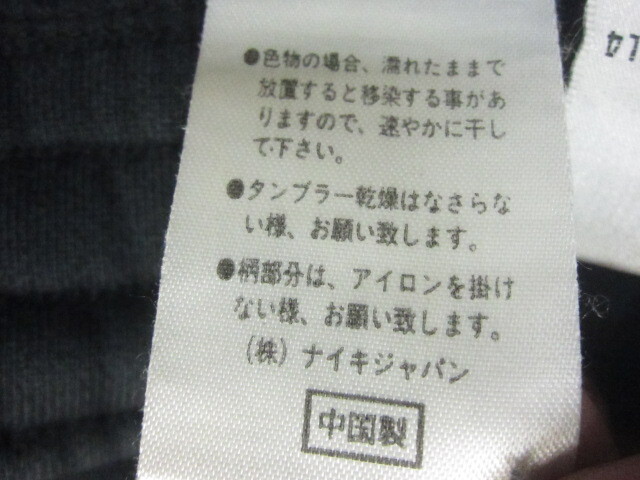 ●色物の場合、濡れたままで
放置すると移染する事があ
りますので、速やかに干し
て下さい。
●タンブラー乾燥はなさらな
い様、お願い致します。
●柄部分は、アイロンを掛け
ない様、お願い致します。
(株) ナイキジャパン
中国製